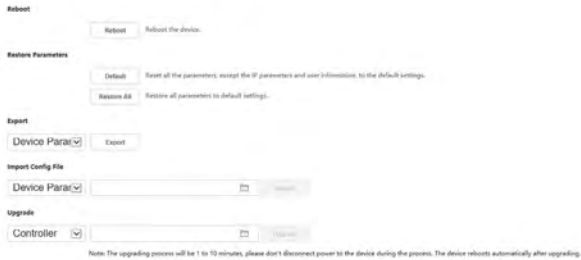 Reboot
Reboot Reboot the device.
Restore Parameters
Default Reset all the parameters, except the IP parameters and user information, to the default settings.
Restore All Restore all parameters to default settings.
Export
Device Para Export
Import Config File
Device Para
Upgrade
Controller
Note: The upgrading process will be 1 to 10 minutes, please don't disconnect power to the device during the process. The device reboots automatically after upgrading.